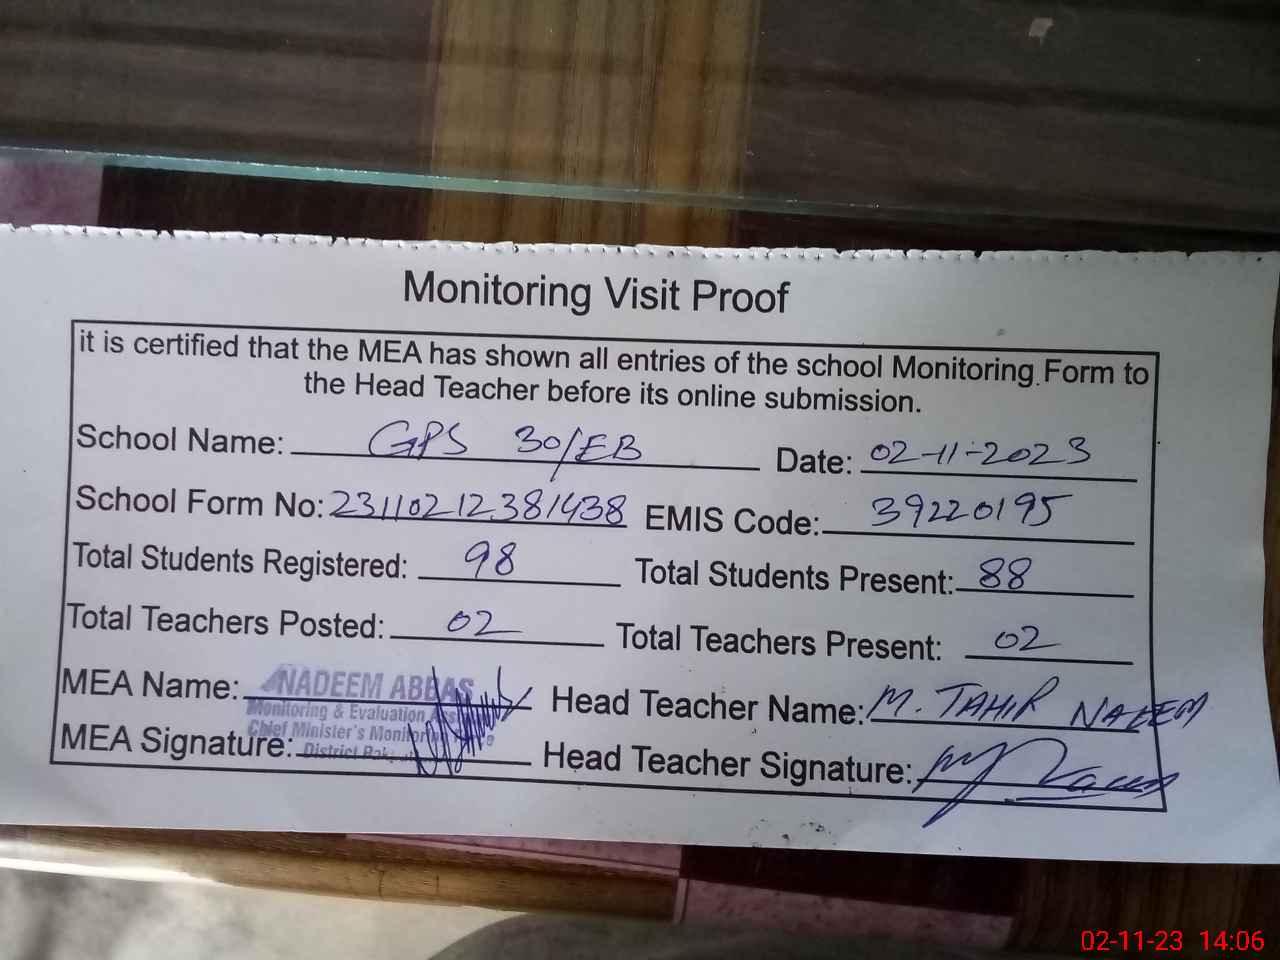 Monitoring Visit Proof
it is certified that the MEA has shown all entries of the school Monitoring Form to
the Head Teacher before its online submission.
School Name: GPS 30/EB Date: 02-11-2023
School Form No: 23110212381438 EMIS Code: 39220195
Total Students Registered: 98 Total Students Present: 88
Total Teachers Posted: 02 Total Teachers Present: 02
MEA Name: NADEEM ABBAS Head Teacher Name: M. TAHIR NAEEM
Monitoring & Evaluation
Chief Minister's
MEA Signature: District Head Teacher Signature:
02-11-23 14:06